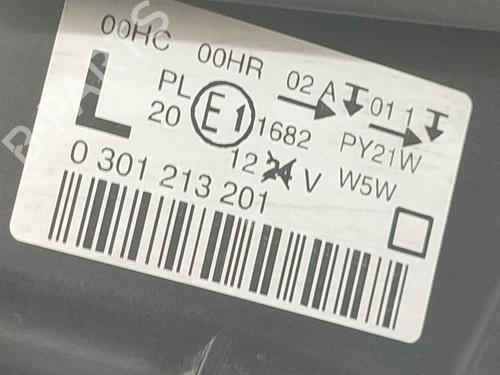 00HC 00HR 02 A 01 1
L PL E1 1682 PY21W
20 12 24 V W5W
0 301 213 201